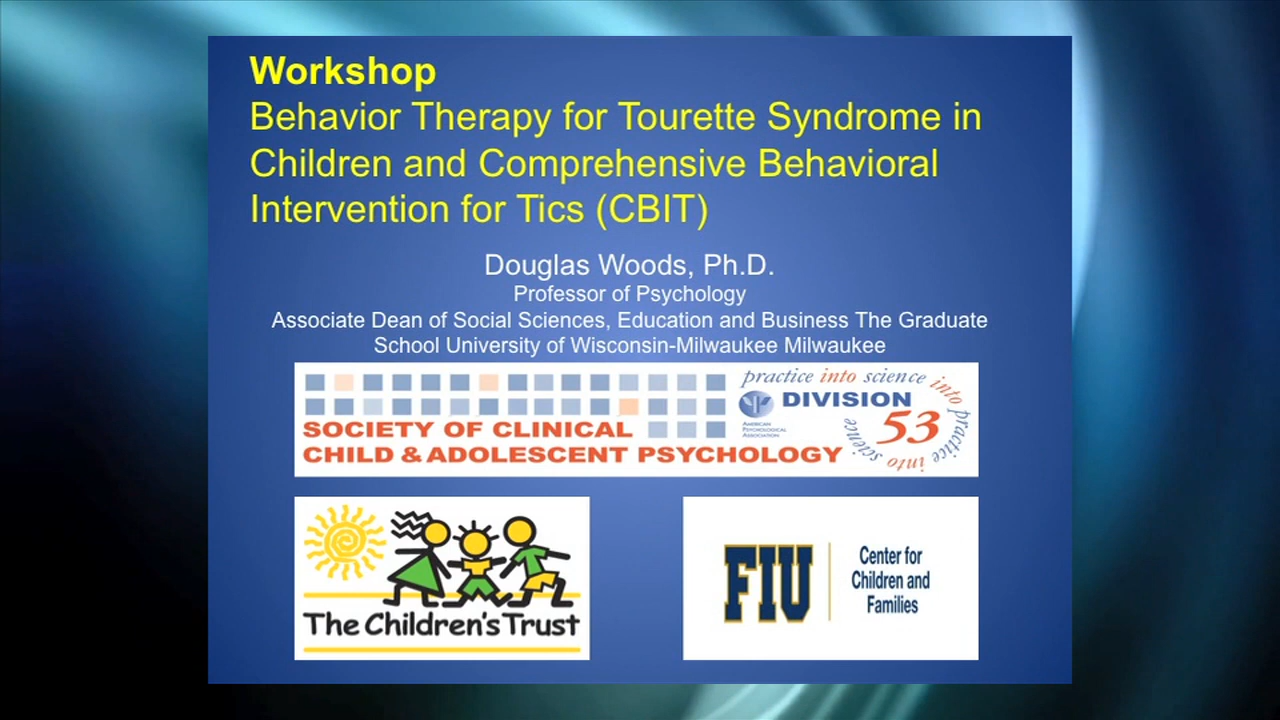 Workshop
Behavior Therapy for Tourette Syndrome in
Children and Comprehensive Behavioral
Intervention for Tics (CBIT)
Douglas Woods, Ph.D.
Professor of Psychology
Associate Dean of Social Sciences, Education and Business The Graduate
School University of Wisconsin-Milwaukee Milwaukee
practice into science into practice into science
DIVISION
53
AMERICAN
PSYCHOLOGICAL
ASSOCIATION
SOCIETY OF CLINICAL
CHILD & ADOLESCENT PSYCHOLOGY
The Children's Trust
FIU
Center for
Children and
Families